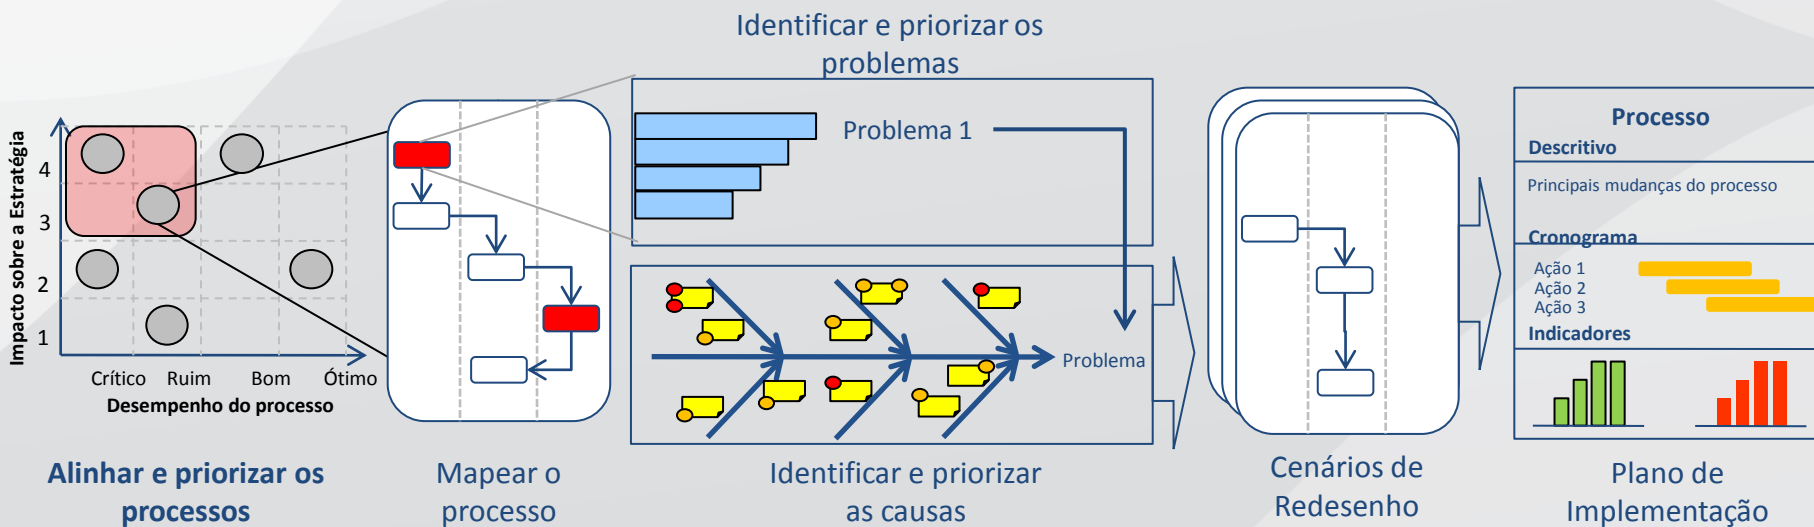 Identificar e priorizar os
problemas
Impacto sobre a Estratégia
4
3
2
1
Crítico
Ruim
Bom
Ótimo
Desempenho do processo
Alinhar e priorizar os
processos
Mapear o
processo
Problema 1
Problema
Identificar e priorizar
as causas
Cenários de
Redesenho
Processo
Descritivo
Principais mudanças do processo
Cronograma
Ação 1
Ação 2
Ação 3
Indicadores
Plano de
Implementação